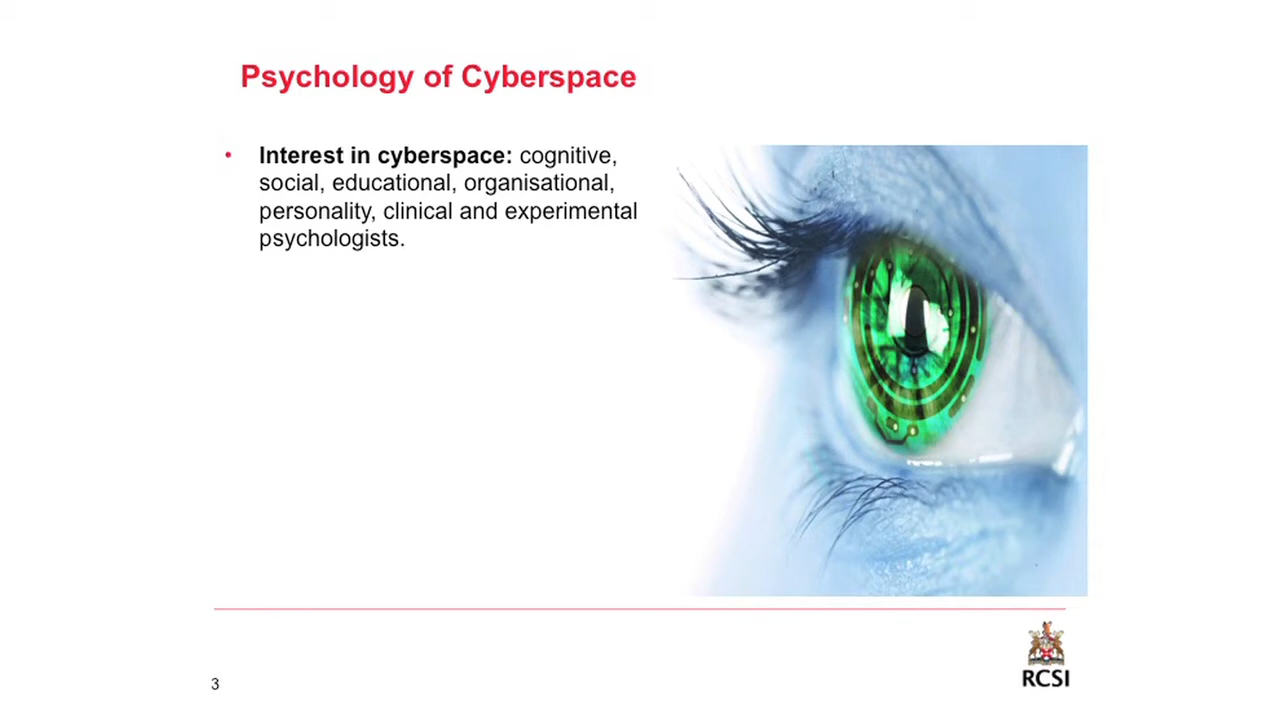 Psychology of Cyberspace
• Interest in cyberspace: cognitive,
social, educational, organisational,
personality, clinical and experimental
psychologists.
RCSI
3